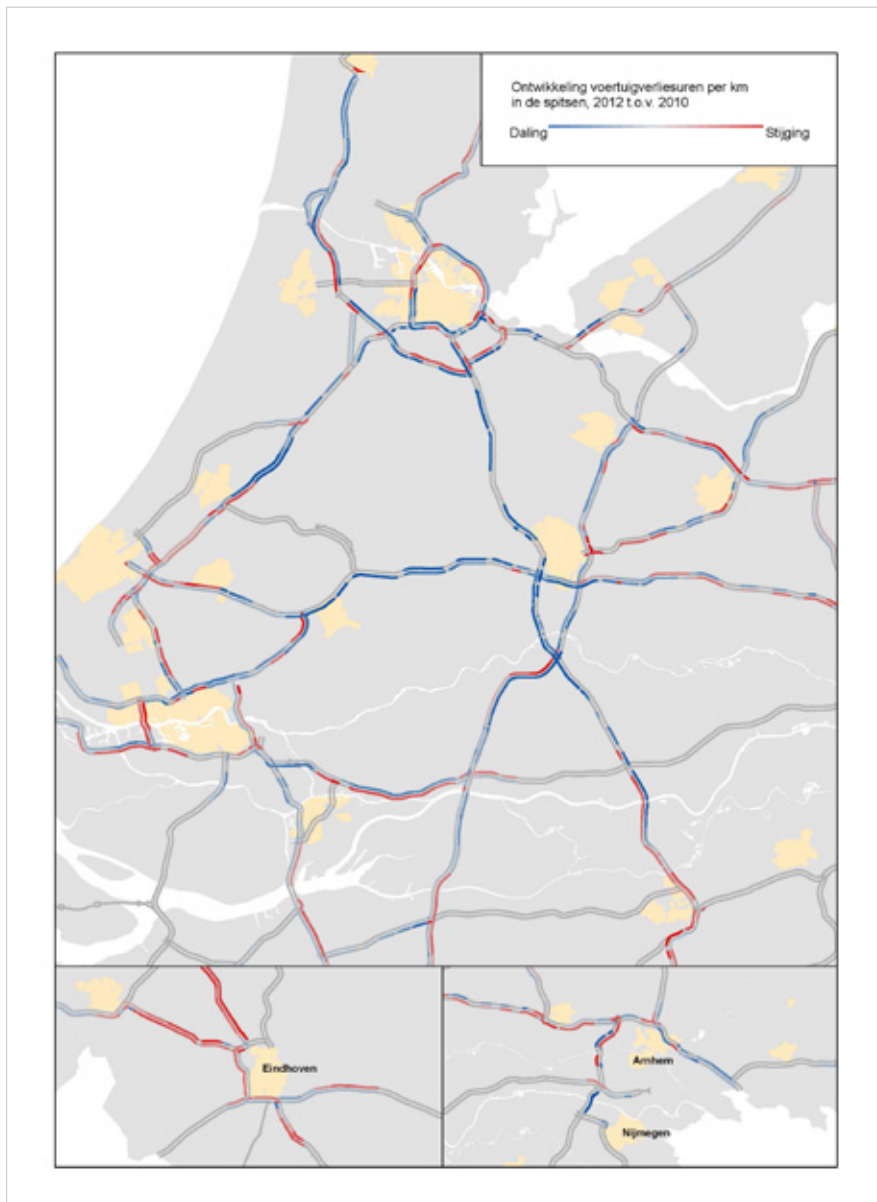 Ontwikkeling voertuigverliesuren per km
in de spitsen, 2012 t.o.v. 2010
Daling Stijging
Eindhoven
Arnhem
Nijmegen